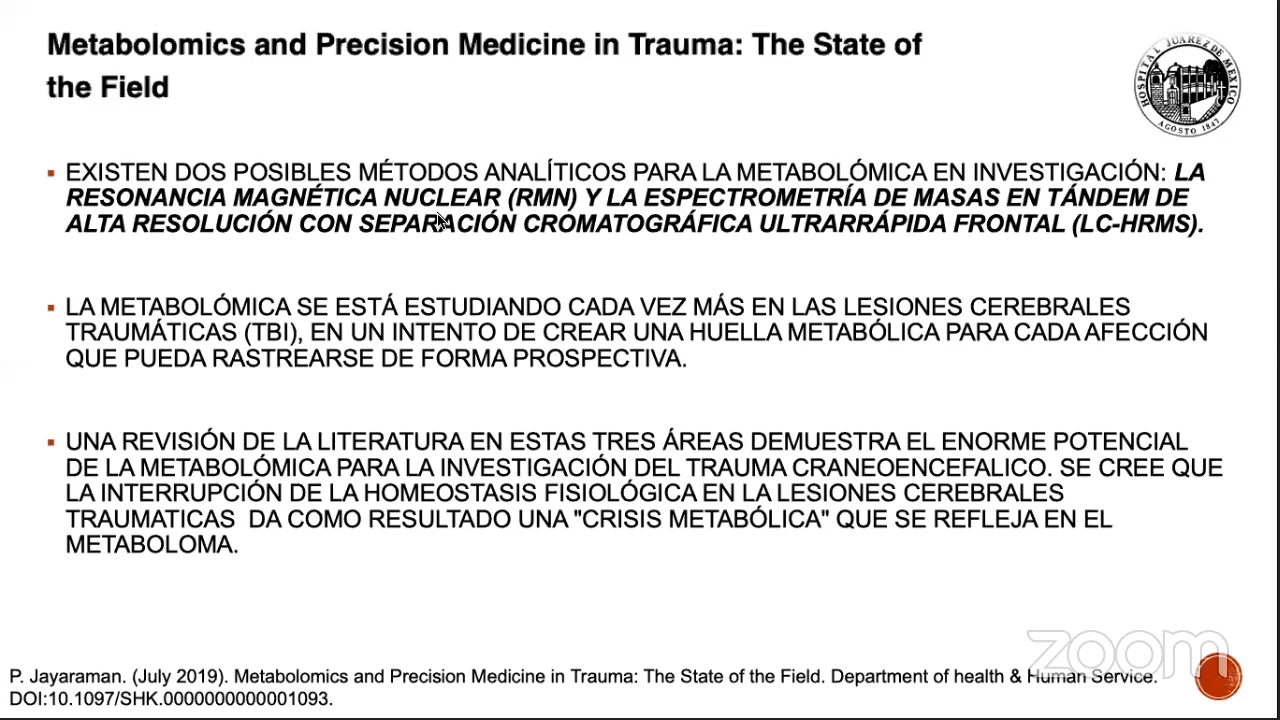 Metabolomics and Precision Medicine in Trauma: The State of
the Field
HOSPITAL JUAREZ DE MEXICO
AGOSTO 1847
▪ EXISTEN DOS POSIBLES MÉTODOS ANALÍTICOS PARA LA METABOLÓMICA EN INVESTIGACIÓN: LA
RESONANCIA MAGNÉTICA NUCLEAR (RMN) Y LA ESPECTROMETRÍA DE MASAS EN TÁNDEM DE
ALTA RESOLUCIÓN CON SEPARACIÓN CROMATOGRÁFICA ULTRARRÁPIDA FRONTAL (LC-HRMS).
▪ LA METABOLÓMICA SE ESTÁ ESTUDIANDO CADA VEZ MÁS EN LAS LESIONES CEREBRALES
TRAUMÁTICAS (TBI), EN UN INTENTO DE CREAR UNA HUELLA METABÓLICA PARA CADA AFECCIÓN
QUE PUEDA RASTREARSE DE FORMA PROSPECTIVA.
▪ UNA REVISIÓN DE LA LITERATURA EN ESTAS TRES ÁREAS DEMUESTRA EL ENORME POTENCIAL
DE LA METABOLÓMICA PARA LA INVESTIGACIÓN DEL TRAUMA CRANEOENCEFALICO. SE CREE QUE
LA INTERRUPCIÓN DE LA HOMEOSTASIS FISIOLÓGICA EN LA LESIONES CEREBRALES
TRAUMATICAS DA COMO RESULTADO UNA "CRISIS METABÓLICA" QUE SE REFLEJA EN EL
METABOLOMA.
zoom
P. Jayaraman. (July 2019). Metabolomics and Precision Medicine in Trauma: The State of the Field. Department of health & Human Service.
DOI:10.1097/SHK.0000000000001093.